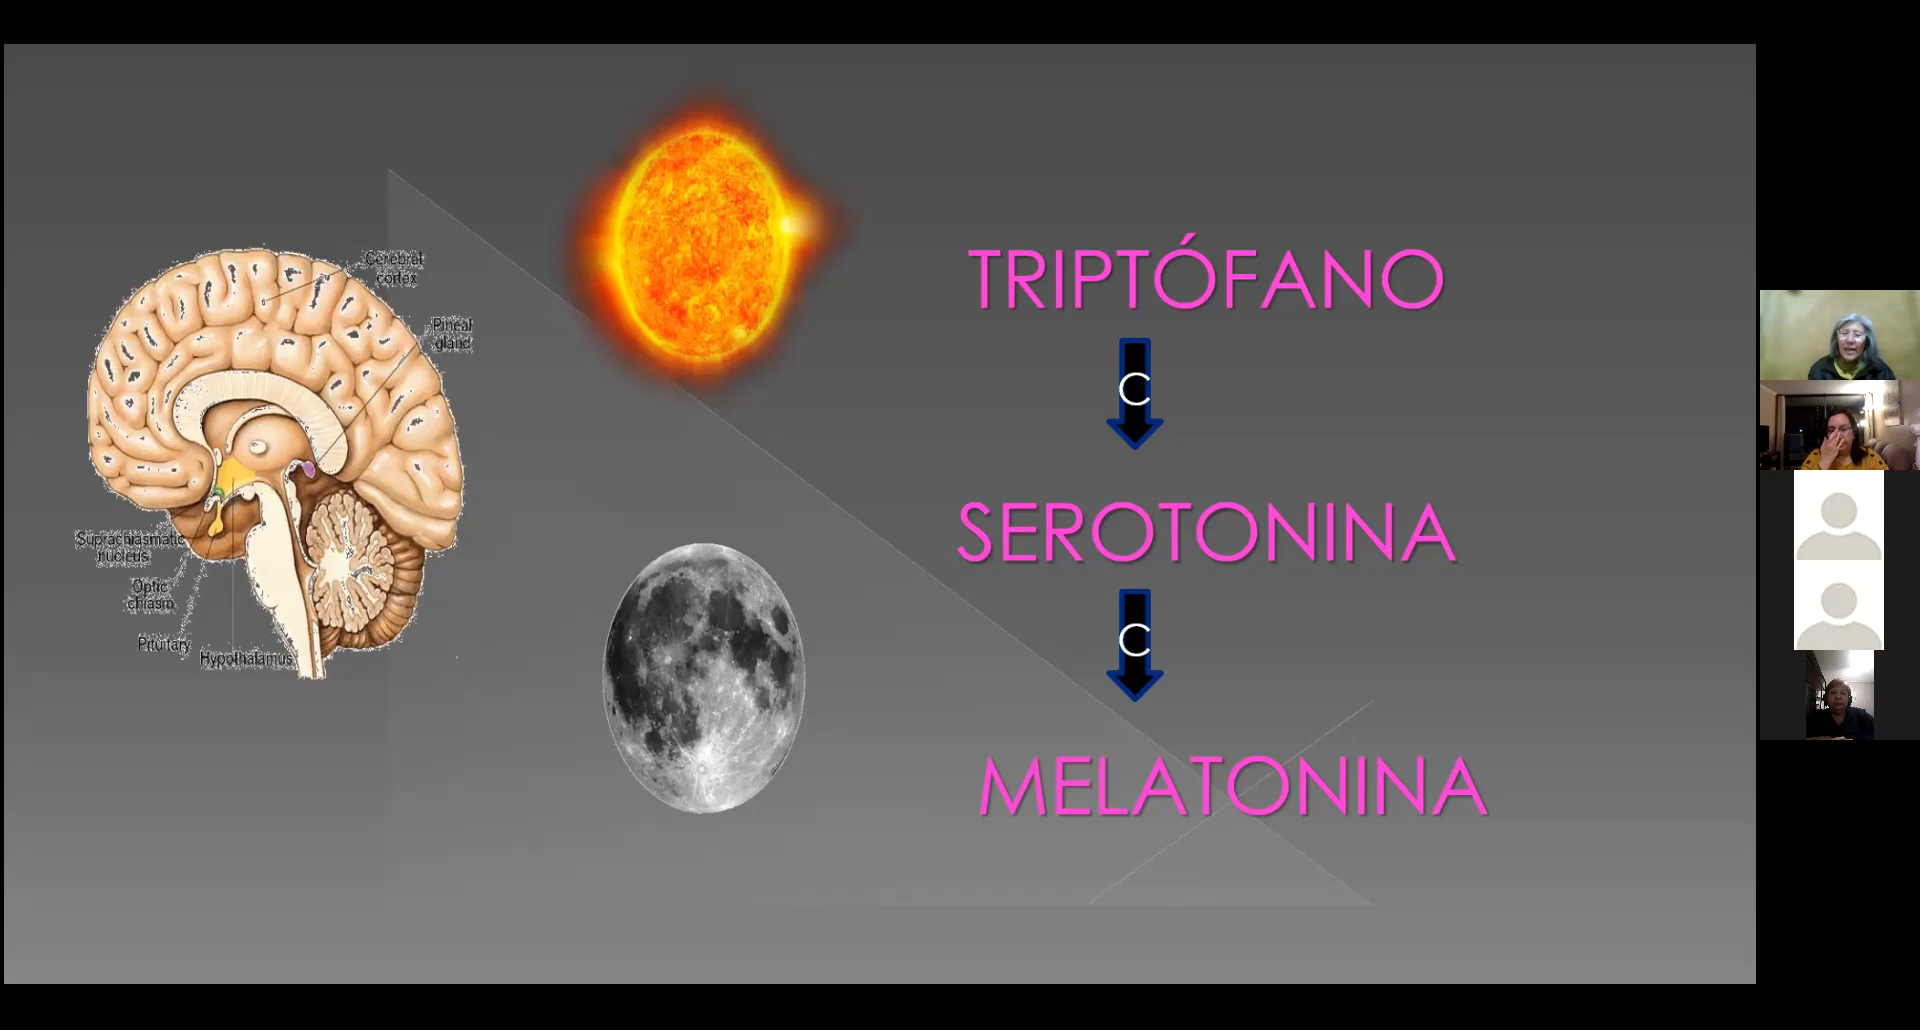 Cerebral
cortex
Pineal
gland
Suprachiasmatic
nucleus
Optic
chiasm
Pituitary
Hypothalamus
TRIPTÓFANO
C
SEROTONINA
C
MELATONINA